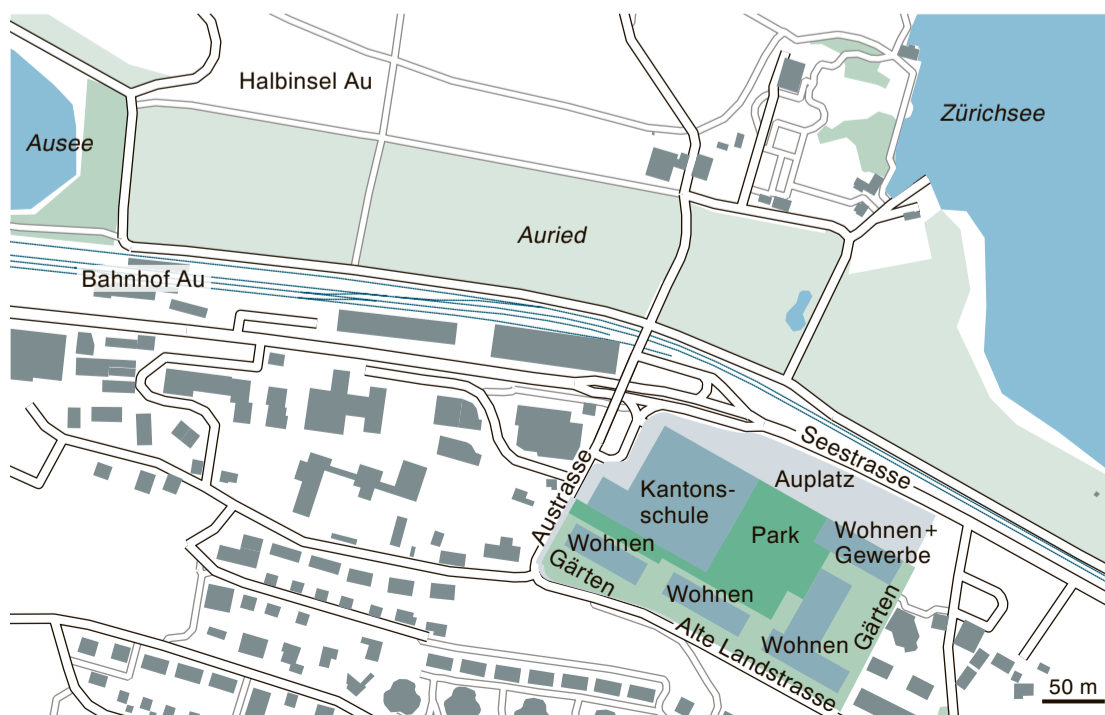 Halbinsel Au
Zürichsee
Ausee
Auried
Bahnhof Au
Seestrasse
Auplatz
Austrasse
Kantons-
schule
Park
Wohnen +
Gewerbe
Wohnen
Gärten
Wohnen
Gärten
Wohnen
Alte Landstrasse
50 m